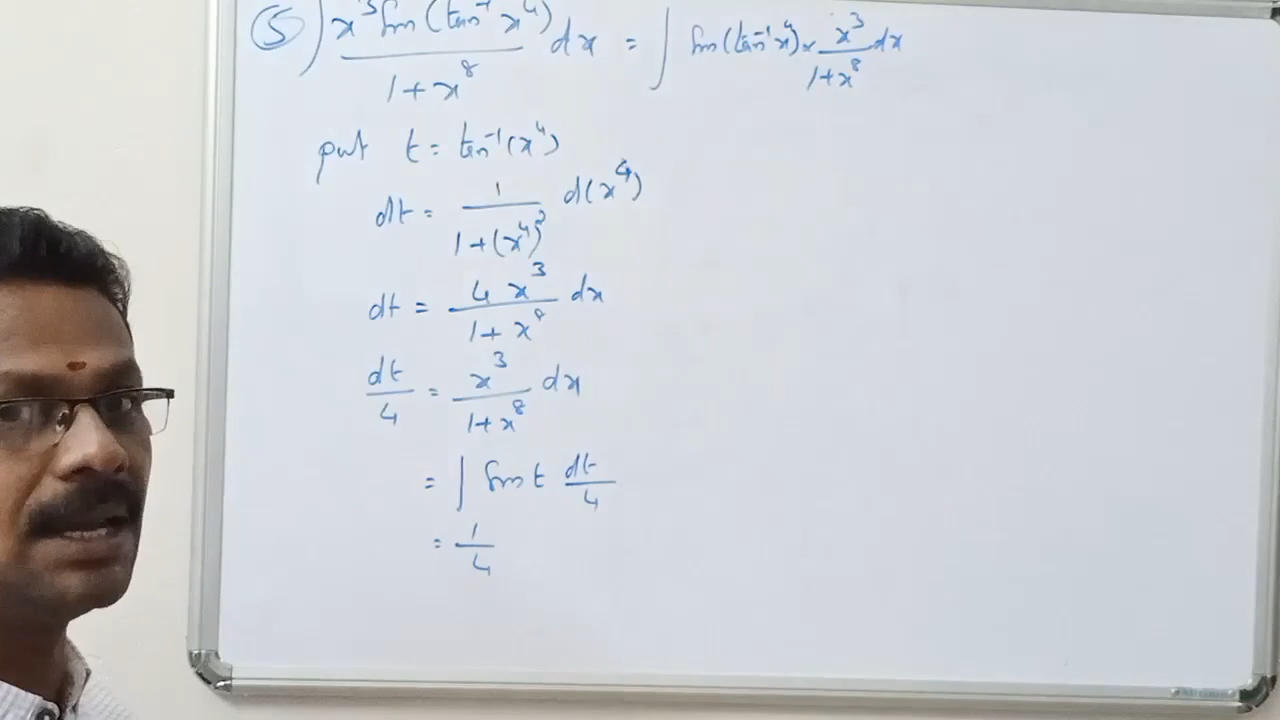 (5) ∫ x³ sin(tan⁻¹ x⁴) / 1+x⁸ dx = ∫ sin(tan⁻¹x⁴) × x³ / 1+x⁸ dx
put t = tan⁻¹(x⁴)
dt = 1 / 1+(x⁴)² d(x⁴)
dt = 4x³ / 1+x⁸ dx
dt/4 = x³ / 1+x⁸ dx
= ∫ sin t dt/4
= 1/4